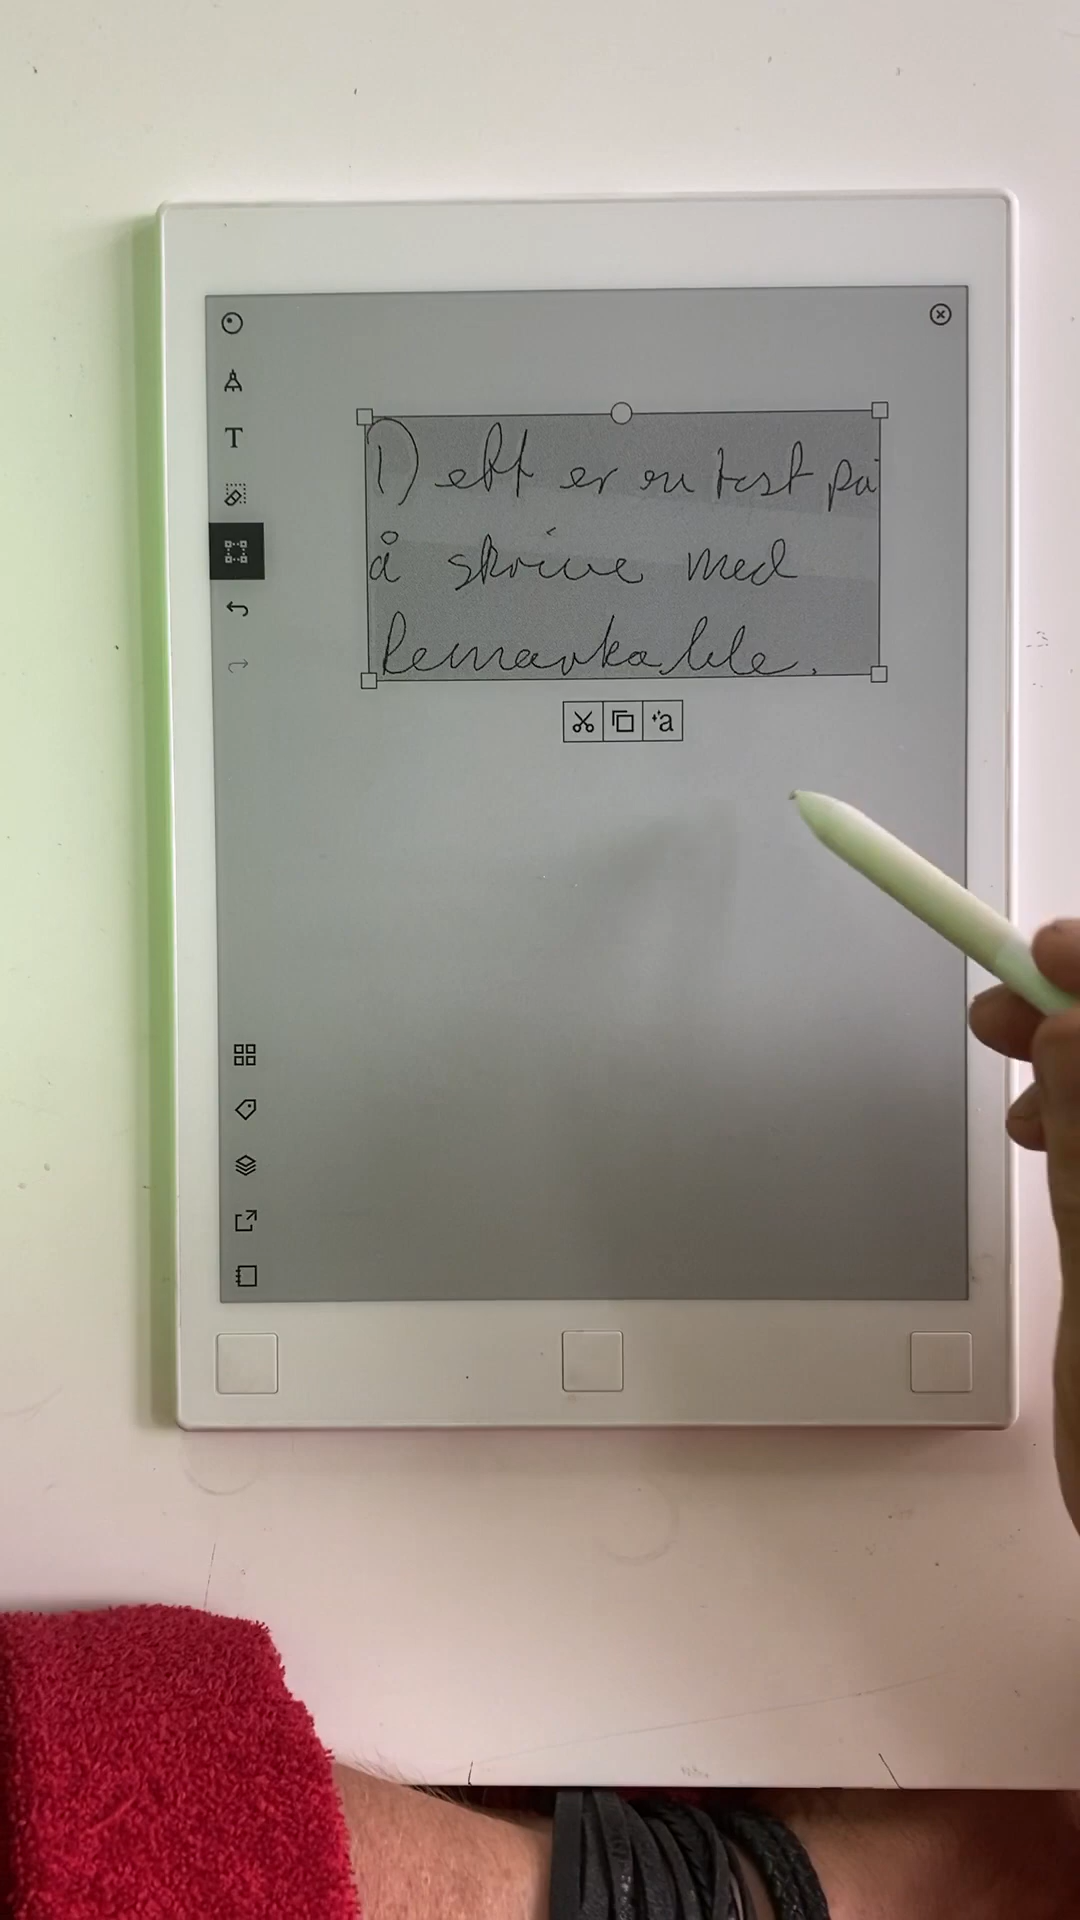 Dett er en test på
å skrive med
Remarkable.
T
a